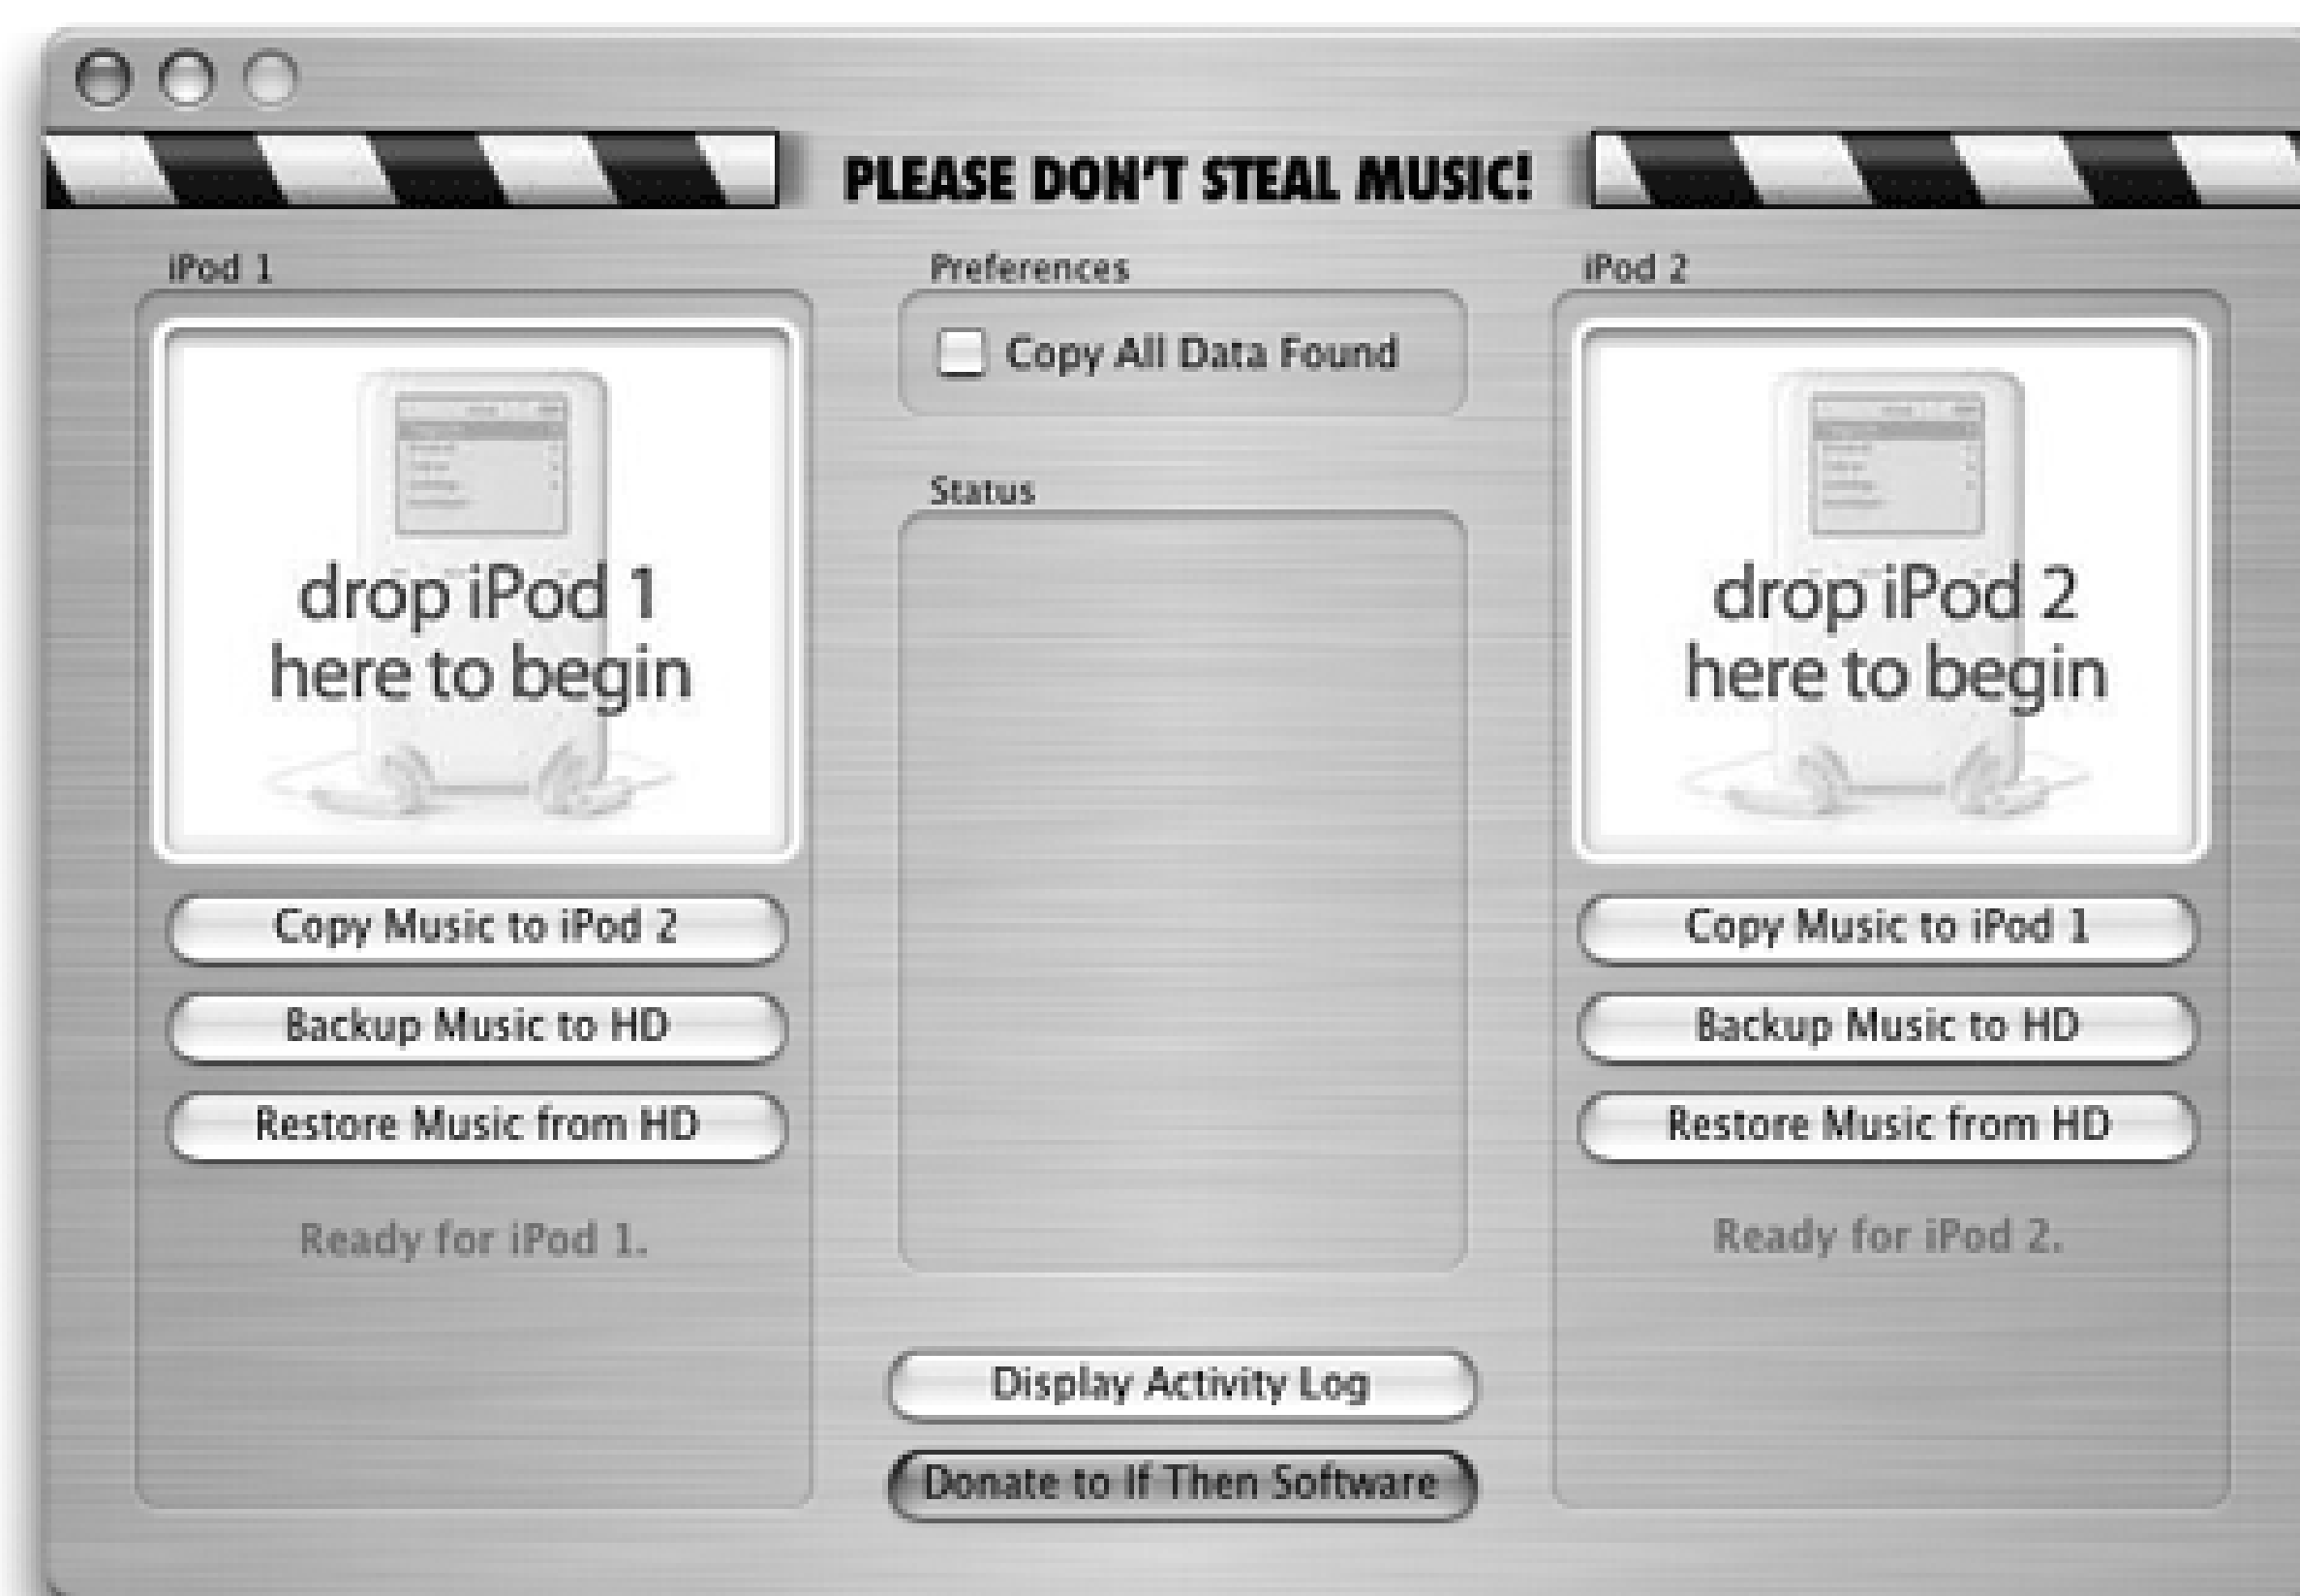 PLEASE DON'T STEAL MUSIC!
iPod 1
drop iPod 1
here to begin
Copy Music to iPod 2
Backup Music to HD
Restore Music from HD
Ready for iPod 1.
Preferences
Copy All Data Found
Status
Display Activity Log
Donate to If Then Software
iPod 2
drop iPod 2
here to begin
Copy Music to iPod 1
Backup Music to HD
Restore Music from HD
Ready for iPod 2.